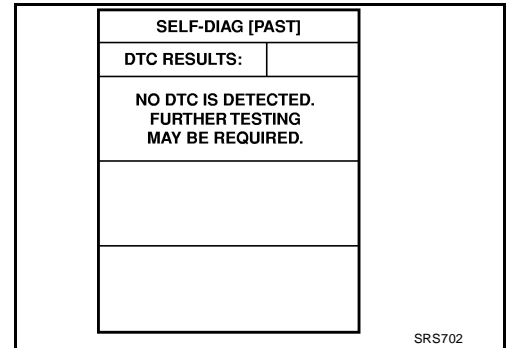 SELF-DIAG [PAST]
DTC RESULTS:
NO DTC IS DETECTED.
FURTHER TESTING
MAY BE REQUIRED.
SRS702